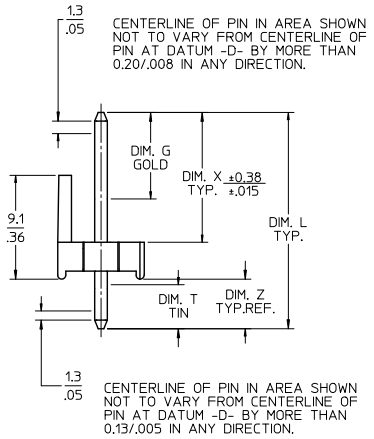 1.3
.05
CENTERLINE OF PIN IN AREA SHOWN
NOT TO VARY FROM CENTERLINE OF
PIN AT DATUM -D- BY MORE THAN
0.20/.008 IN ANY DIRECTION.
DIM. G
GOLD
DIM. X ±0.38
TYP. ±.015
DIM. L
TYP.
9.1
.36
DIM. T
TIN
DIM. Z
TYP.REF.
1.3
.05
CENTERLINE OF PIN IN AREA SHOWN
NOT TO VARY FROM CENTERLINE OF
PIN AT DATUM -D- BY MORE THAN
0.13/.005 IN ANY DIRECTION.